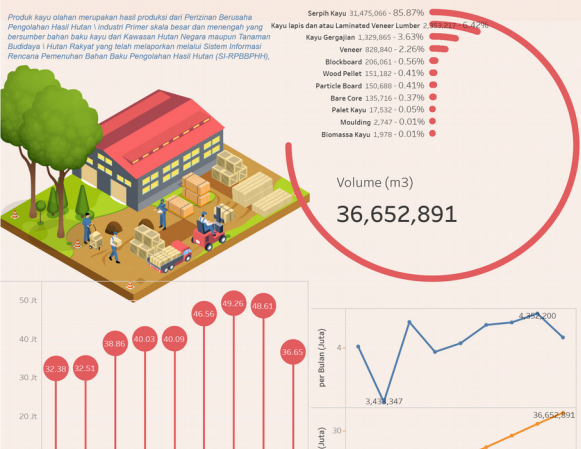 Produk kayu olahan merupakan hasil produksi dari Perizinan Berusaha
Pengolahan Hasil Hutan \ industri Primer skala besar dan menengah yang
bersumber bahan baku kayu dari Kawasan Hutan Negara maupun Tanaman
Budidaya \ Hutan Rakyat yang telah melaporkan melalui Sistem Informasi
Rencana Pemenuhan Bahan Baku Pengolahan Hasil Hutan (SI-RPBBPHH),
Serpih Kayu 31,475,066 - 85.87%
Kayu lapis dan atau Laminated Veneer Lumber 2,353,217 - 6.42%
Kayu Gergajian 1,329,865 - 3.63%
Veneer 828,840 - 2.26%
Blockboard 206,061 - 0.56%
Wood Pellet 151,182 - 0.41%
Particle Board 150,688 - 0.41%
Bare Core 135,716 - 0.37%
Palet Kayu 17,532 - 0.05%
Moulding 2,747 - 0.01%
Biomassa Kayu 1,978 - 0.01%
Volume (m3)
36,652,891
50 Jt
40 Jt
30 Jt
20 Jt
32.38
32.51
38.86
40.03
40.09
46.56
49.26
48.61
36.65
per Bulan (Juta)
4
4,352,200
(Juta)
30
36,652,891